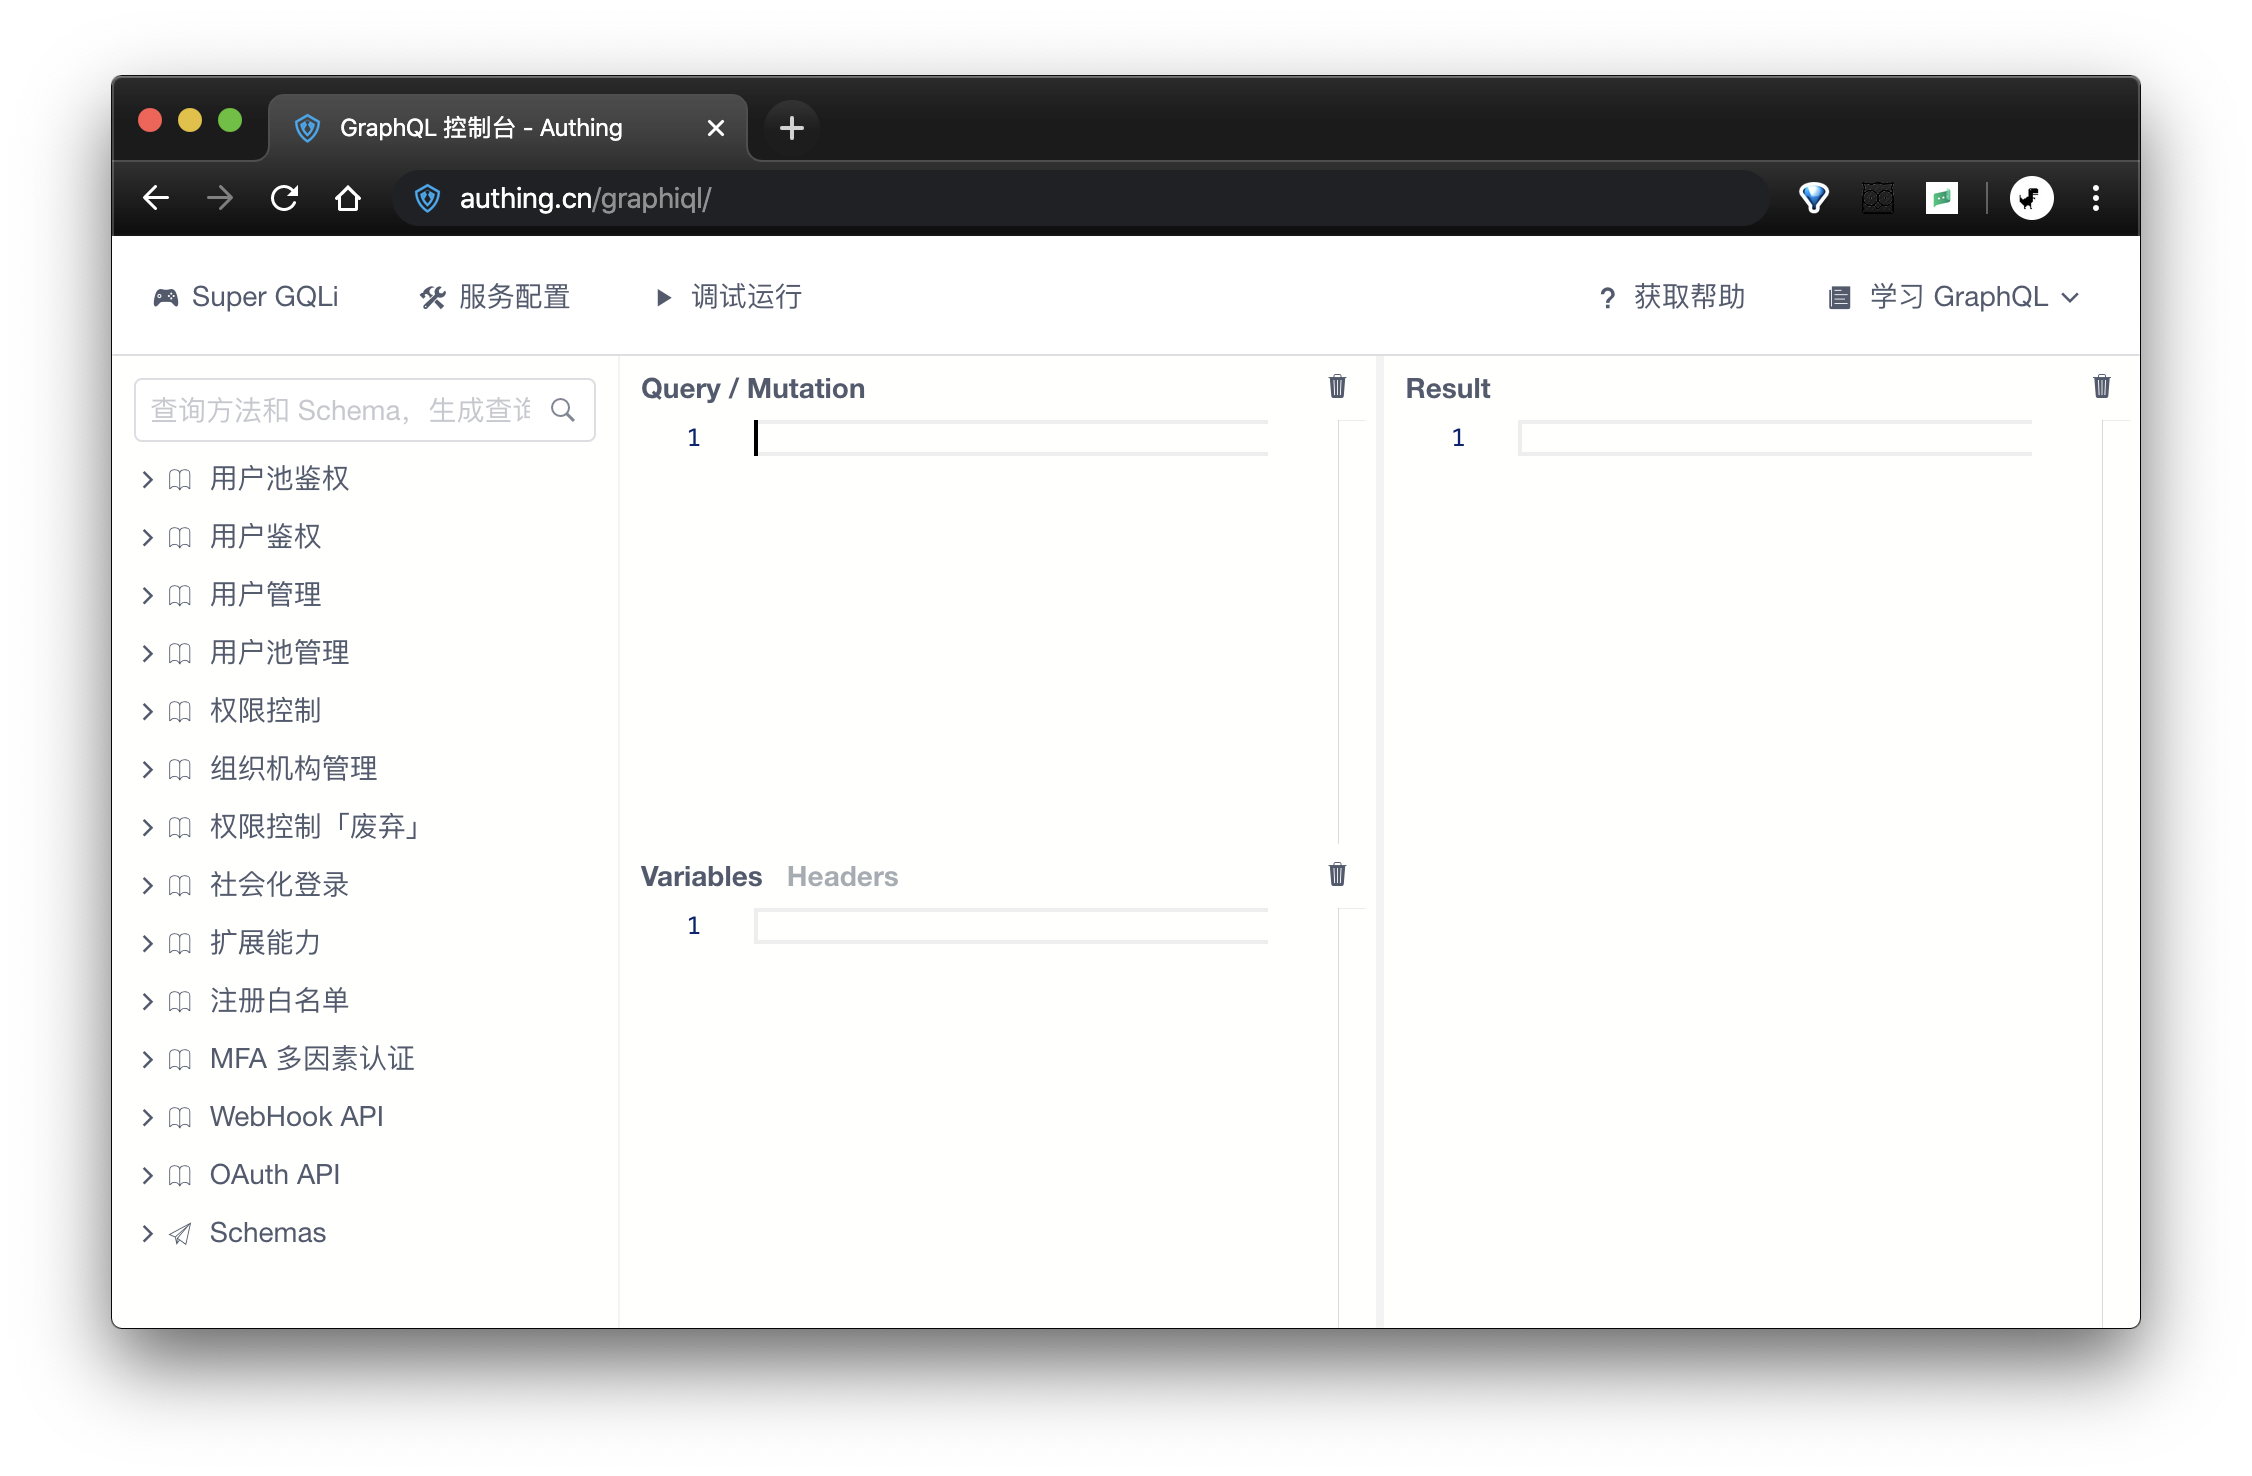 GraphQL 控制台 - Authing
authing.cn/graphiql/
Super GQLi 服务配置 调试运行 ? 获取帮助 学习 GraphQL
查询方法和 Schema，生成查询
用户池鉴权
用户鉴权
用户管理
用户池管理
权限控制
组织机构管理
权限控制「废弃」
社会化登录
扩展能力
注册白名单
MFA 多因素认证
WebHook API
OAuth API
Schemas
Query / Mutation
1
Variables Headers
1
Result
1